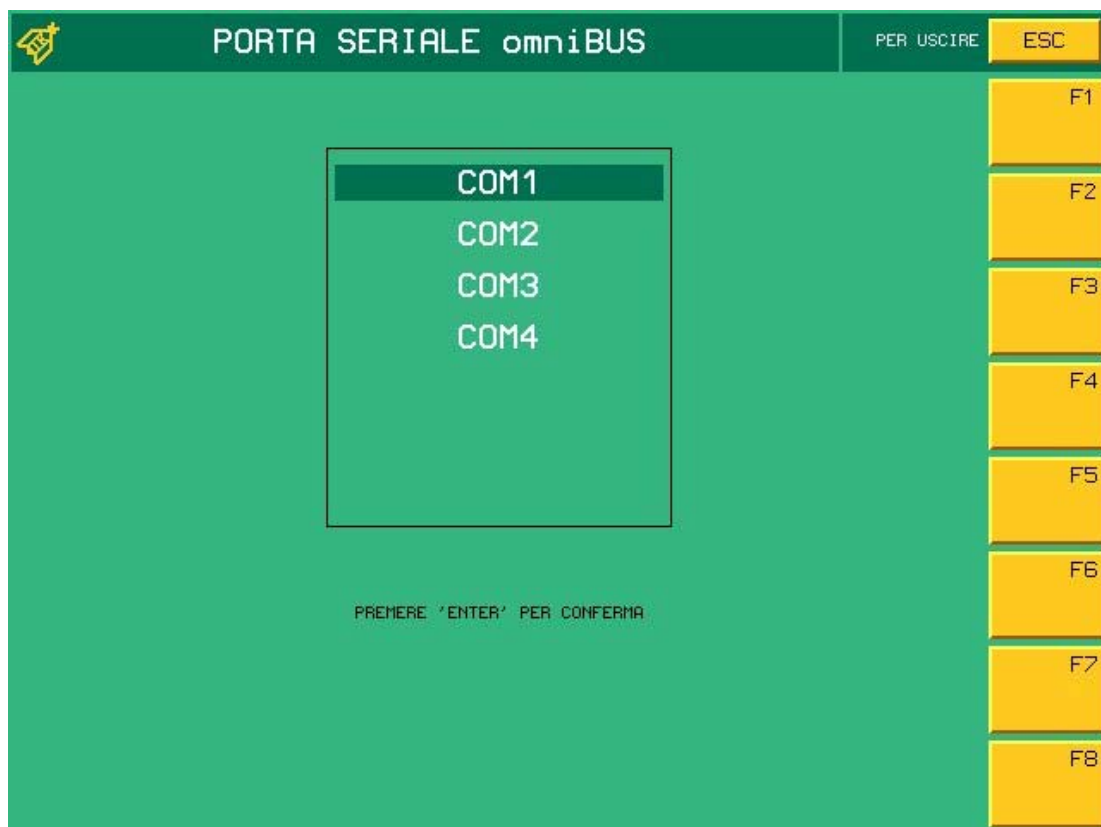 PORTA SERIALE omniBUS
PER USCIRE
ESC
F1
COM1
F2
COM2
COM3
F3
COM4
F4
F5
F6
PREMERE 'ENTER' PER CONFERMA
F7
F8